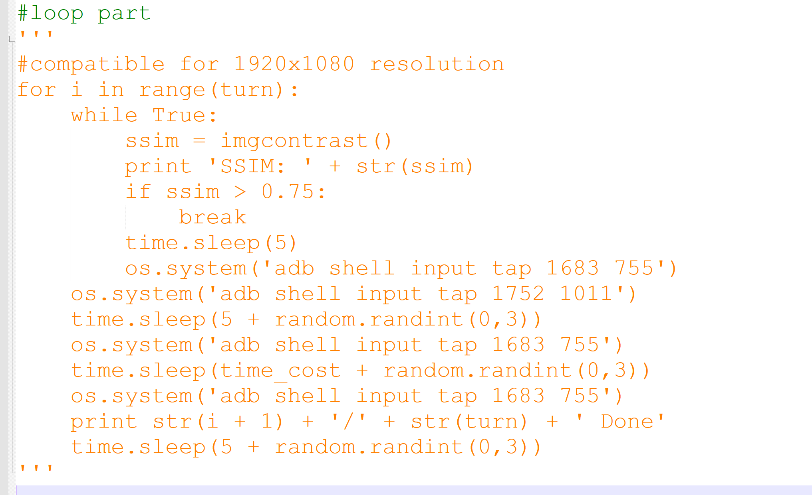 #loop part
'''
#compatible for 1920x1080 resolution
for i in range(turn):
    while True:
        ssim = imgcontrast()
        print 'SSIM: ' + str(ssim)
        if ssim > 0.75:
            break
        time.sleep(5)
        os.system('adb shell input tap 1683 755')
    os.system('adb shell input tap 1752 1011')
    time.sleep(5 + random.randint(0,3))
    os.system('adb shell input tap 1683 755')
    time.sleep(time_cost + random.randint(0,3))
    os.system('adb shell input tap 1683 755')
    print str(i + 1) + '/' + str(turn) + ' Done'
    time.sleep(5 + random.randint(0,3))
'''